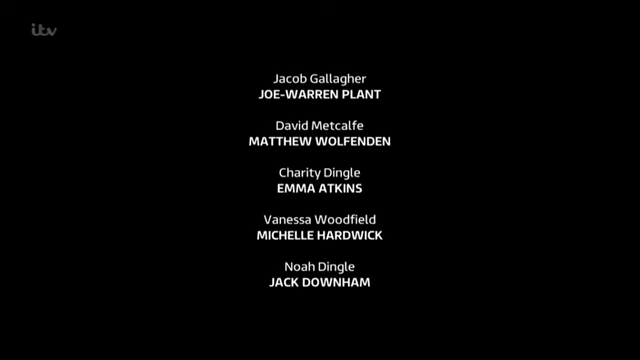 itv
Jacob Gallagher
JOE-WARREN PLANT
David Metcalfe
MATTHEW WOLFENDEN
Charity Dingle
EMMA ATKINS
Vanessa Woodfield
MICHELLE HARDWICK
Noah Dingle
JACK DOWNHAM